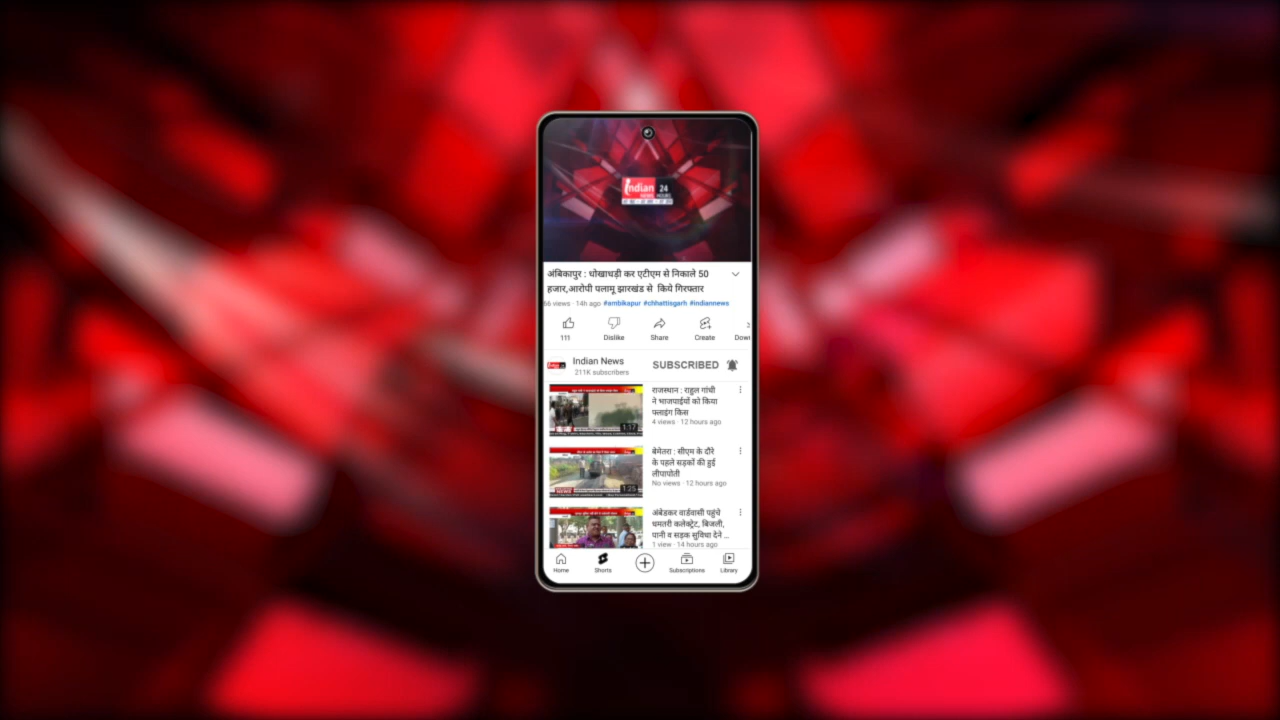 Indian 24
NEWS HOURS
अंबिकापुर : धोखाधड़ी कर एटीएम से निकाले 50
हजार,आरोपी पलामू झारखंड से किये गिरफ्तार
66 views · 14h ago #ambikapur #chhattisgarh #indiannews
111
Dislike
Share
Create
Indian News
SUBSCRIBED
211K subscribers
राजस्थान : राहुल गांधी
ने भाजपाईयों को किया
फ्लाइंग किस
4 views · 12 hours ago
1:17
बेमेतरा : सीएम के दौरे
के पहले सड़कों की हुई
लीपापोती
No views · 12 hours ago
NEWS
1:25
अंबेडकर वार्डवासी पहुंचे
धमतरी कलेक्ट्रेट, बिजली,
पानी व सड़क सुविधा देने ...
1 view · 14 hours ago
Home
Shorts
Subscriptions
Library